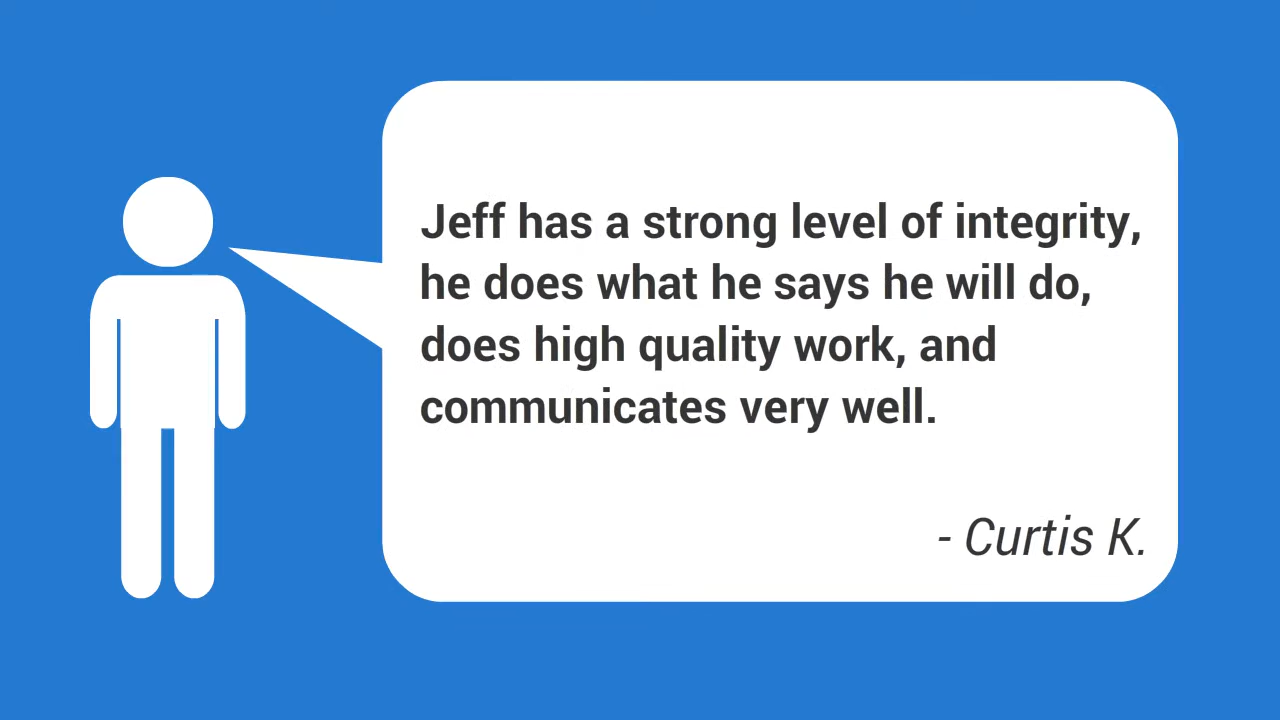 Jeff has a strong level of integrity,
he does what he says he will do,
does high quality work, and
communicates very well.
- Curtis K.